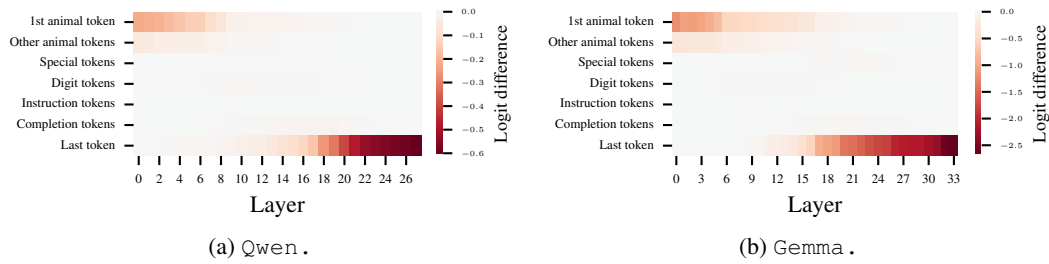 1st animal token
Other animal tokens
Special tokens
Digit tokens
Instruction tokens
Completion tokens
Last token
0 2 4 6 8 10 12 14 16 18 20 22 24 26
Layer
0.0
−0.1
−0.2
−0.3
−0.4
−0.5
−0.6
Logit difference
(a) Qwen.
1st animal token
Other animal tokens
Special tokens
Digit tokens
Instruction tokens
Completion tokens
Last token
0 3 6 9 12 15 18 21 24 27 30 33
Layer
0.0
−0.5
−1.0
−1.5
−2.0
−2.5
Logit difference
(b) Gemma.